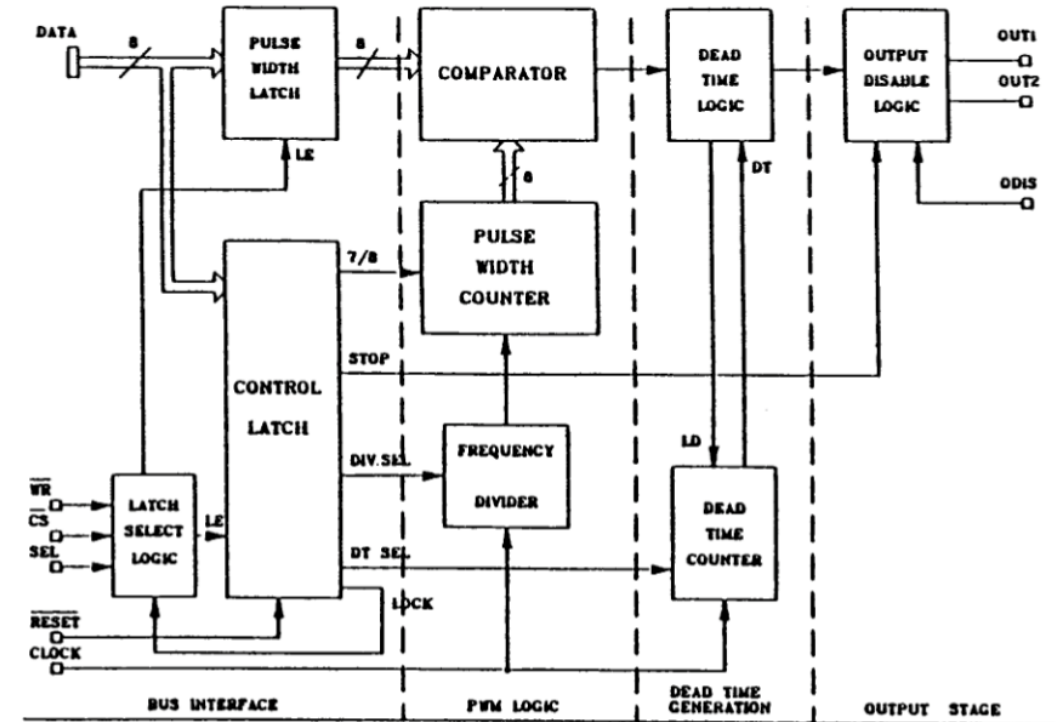 DATA
8
PULSE
WIDTH
LATCH
8
COMPARATOR
DEAD
TIME
LOGIC
OUTPUT
DISABLE
LOGIC
OUT1
OUT2
LE
8
DT
ODIS
CONTROL
LATCH
7/8
PULSE
WIDTH
COUNTER
STOP
DIV.SEL
FREQUENCY
DIVIDER
LD
DEAD
TIME
COUNTER
WR
CS
SEL
LATCH
SELECT
LOGIC
LE
DT SEL
LOCK
RESET
CLOCK
BUS INTERFACE
PWM LOGIC
DEAD TIME
GENERATION
OUTPUT STAGE